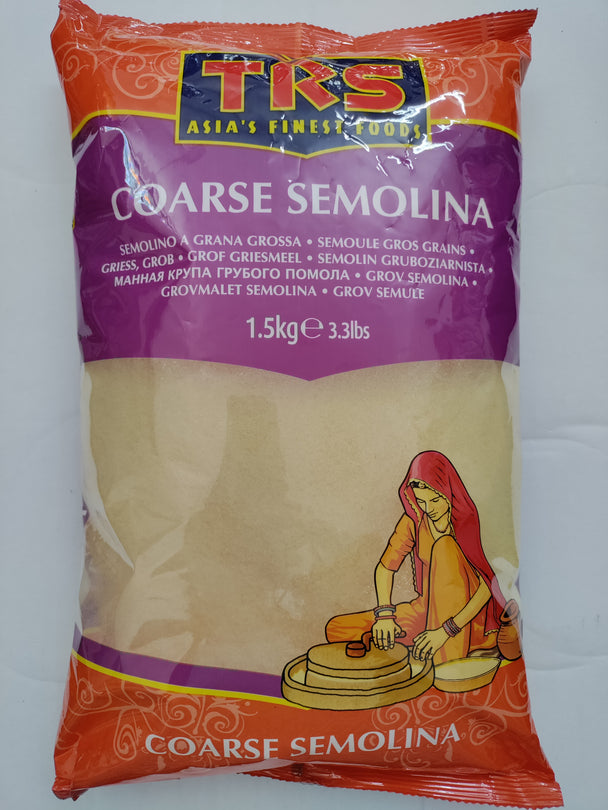 TRS
ASIA'S FINEST FOODS
COARSE SEMOLINA
SEMOLINO A GRANA GROSSA • SEMOULE GROS GRAINS •
GRIESS, GROB • GROF GRIESMEEL • SEMOLIN GRUBOZIARNISTA •
МАННАЯ КРУПА ГРУБОГО ПОМОЛА • GROV SEMOLINA •
GROVMALET SEMOLINA • GROV SEMULE
1.5kg℮ 3.3lbs
COARSE SEMOLINA